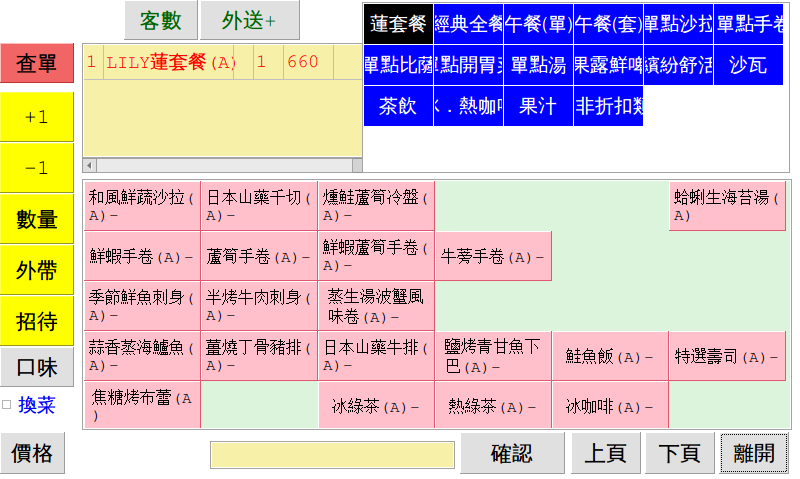 客數
外送+
蓮套餐
經典全餐
午餐(單)
午餐(套)
單點沙拉
單點手卷
查單
1
LILY蓮套餐(A)
1
660
單點比薩
單點開胃菜
單點湯
果露鮮啤
繽紛舒活
沙瓦
茶飲
冰．熱咖啡
果汁
非折扣類
+1
-1
數量
外帶
招待
口味
換菜
價格
和風鮮蔬沙拉(
A)-
日本山藥千切(
A)-
燻鮭蘆筍冷盤(
A)-
蛤蜊生海苔湯(
A)
鮮蝦手卷(A)-
蘆筍手卷(A)-
鮮蝦蘆筍手卷(
A)-
牛蒡手卷(A)-
季節鮮魚刺身(
A)-
半烤牛肉刺身(
A)-
蒸生湯波蟹風
味卷(A)-
蒜香蒸海鱸魚(
A)-
薑燒丁骨豬排(
A)-
日本山藥牛排(
A)-
鹽烤青甘魚下
巴(A)-
鮭魚飯(A)-
特選壽司(A)-
焦糖烤布蕾(A
)
冰綠茶(A)-
熱綠茶(A)-
冰咖啡(A)-
確認
上頁
下頁
離開